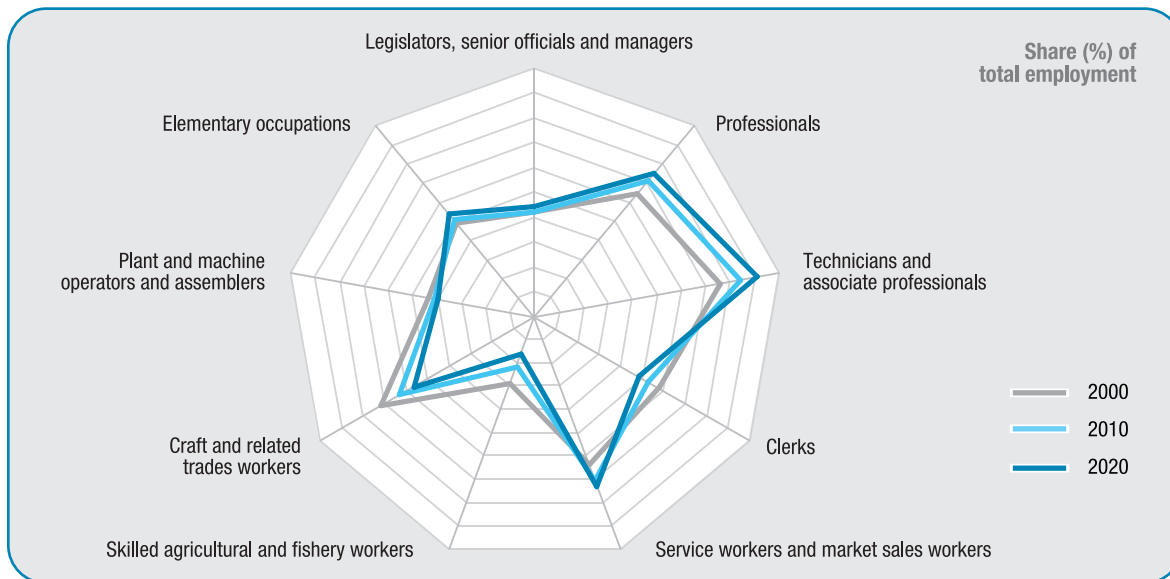 Legislators, senior officials and managers
Share (%) of
total employment
Elementary occupations
Professionals
Plant and machine
operators and assemblers
Technicians and
associate professionals
Craft and related
trades workers
Clerks
Skilled agricultural and fishery workers
Service workers and market sales workers
2000
2010
2020